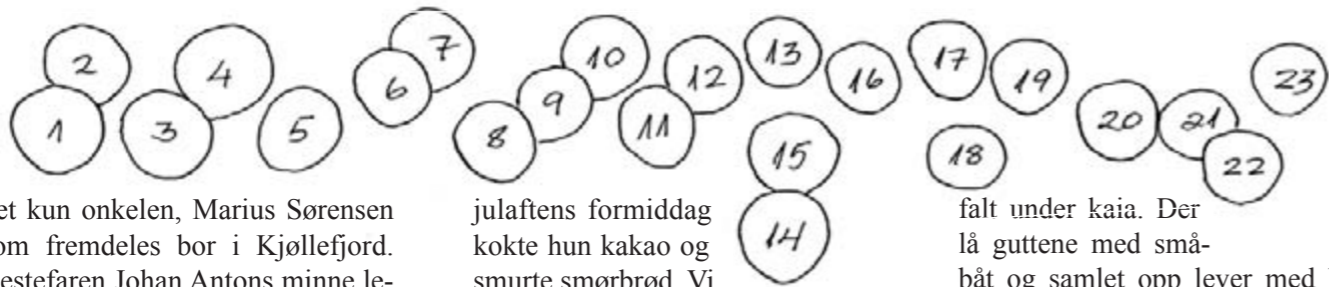 1 2 3 4 5 6 7 8 9 10 11 12 13 14 15 16 17 18 19 20 21 22 23
et kun onkelen, Marius Sørensen
om fremdeles bor i Kjøllefjord.
estefaren Johan Antons minne le-
julaftens formiddag
kokte hun kakao og
smurte smørbrød. Vi
falt under kaia. Der
lå guttene med små-
båt og samlet opp lever med